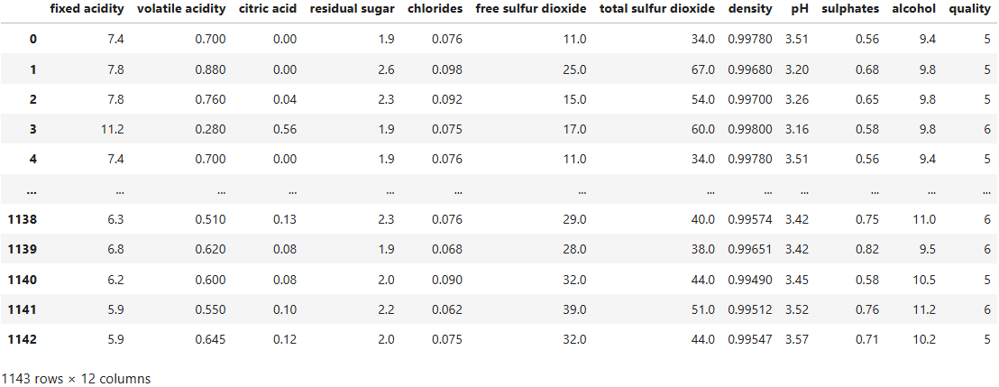 fixed acidity volatile acidity citric acid residual sugar chlorides free sulfur dioxide total sulfur dioxide density pH sulphates alcohol quality
0 7.4 0.700 0.00 1.9 0.076 11.0 34.0 0.99780 3.51 0.56 9.4 5
1 7.8 0.880 0.00 2.6 0.098 25.0 67.0 0.99680 3.20 0.68 9.8 5
2 7.8 0.760 0.04 2.3 0.092 15.0 54.0 0.99700 3.26 0.65 9.8 5
3 11.2 0.280 0.56 1.9 0.075 17.0 60.0 0.99800 3.16 0.58 9.8 6
4 7.4 0.700 0.00 1.9 0.076 11.0 34.0 0.99780 3.51 0.56 9.4 5
... ... ... ... ... ... ... ... ... ... ... ... ...
1138 6.3 0.510 0.13 2.3 0.076 29.0 40.0 0.99574 3.42 0.75 11.0 6
1139 6.8 0.620 0.08 1.9 0.068 28.0 38.0 0.99651 3.42 0.82 9.5 6
1140 6.2 0.600 0.08 2.0 0.090 32.0 44.0 0.99490 3.45 0.58 10.5 5
1141 5.9 0.550 0.10 2.2 0.062 39.0 51.0 0.99512 3.52 0.76 11.2 6
1142 5.9 0.645 0.12 2.0 0.075 32.0 44.0 0.99547 3.57 0.71 10.2 5
1143 rows × 12 columns